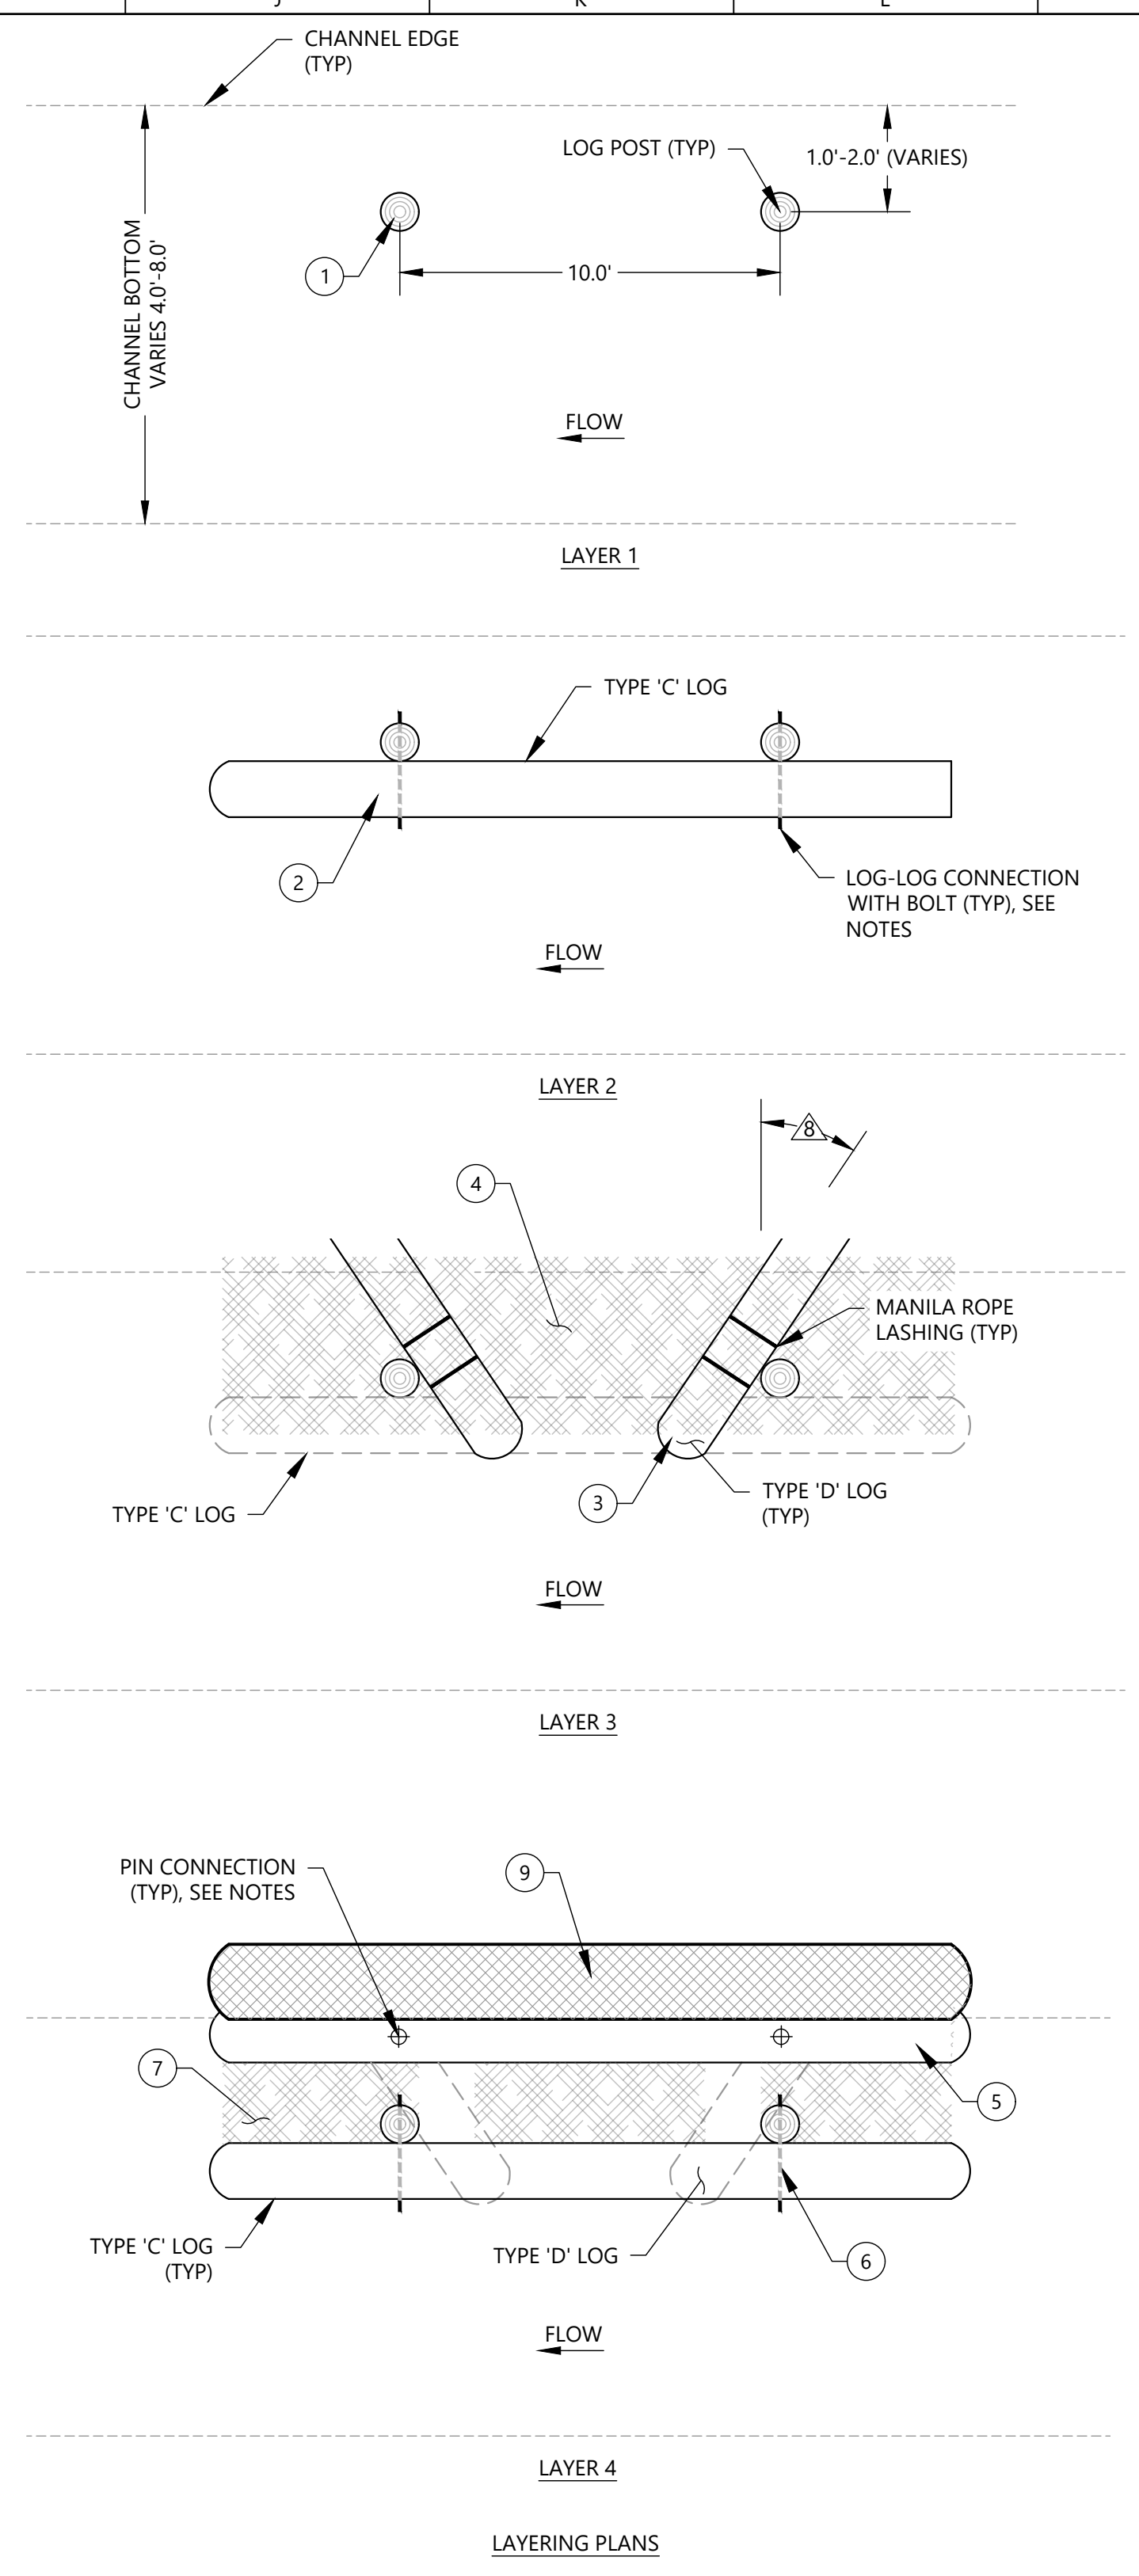 J K L
CHANNEL EDGE
(TYP)
LOG POST (TYP)
1.0'-2.0' (VARIES)
1
10.0'
CHANNEL BOTTOM
VARIES 4.0'-8.0'
FLOW
LAYER 1
TYPE 'C' LOG
2
LOG-LOG CONNECTION
WITH BOLT (TYP), SEE
NOTES
FLOW
LAYER 2
8
4
MANILA ROPE
LASHING (TYP)
3
TYPE 'D' LOG
(TYP)
TYPE 'C' LOG
FLOW
LAYER 3
PIN CONNECTION
(TYP), SEE NOTES
9
7
5
TYPE 'C' LOG
(TYP)
TYPE 'D' LOG
6
FLOW
LAYER 4
LAYERING PLANS